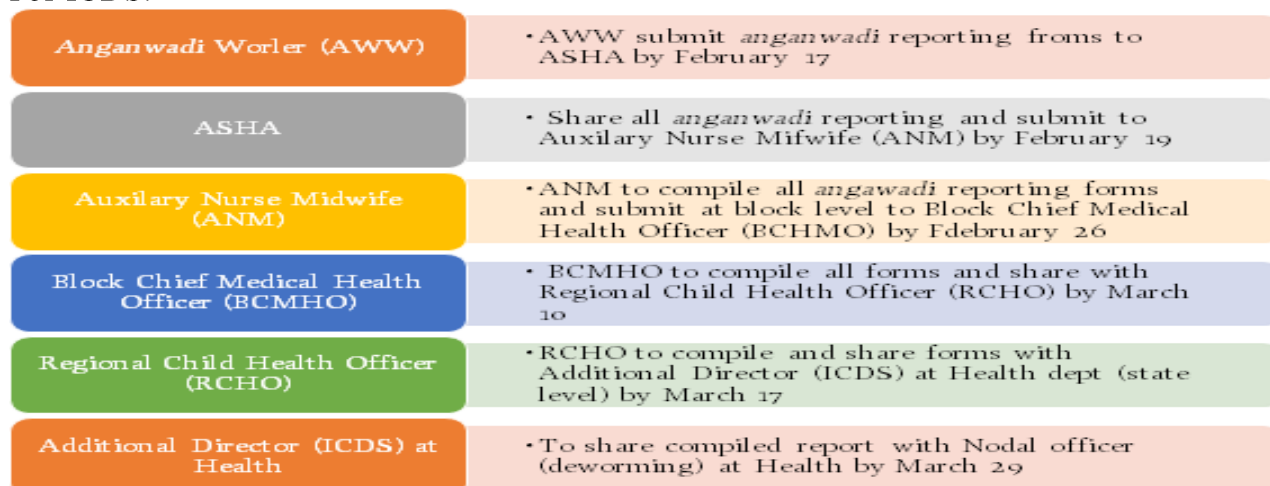 Anganwadi Worler (AWW)
•AWW submit anganwadi reporting froms to
ASHA by February 17
ASHA
• Share all anganwadi reporting and submit to
Auxilary Nurse Mifwife (ANM) by February 19
Auxilary Nurse Midwife
(ANM)
•ANM to compile all angawadi reporting forms
and submit at block level to Block Chief Medical
Health Officer (BCHMO) by Fdebruary 26
Block Chief Medical Health
Officer (BCMHO)
• BCMHO to compile all forms and share with
Regional Child Health Officer (RCHO) by March
10
Regional Child Health Officer
(RCHO)
•RCHO to compile and share forms with
Additional Director (ICDS) at Health dept (state
level) by March 17
Additional Director (ICDS) at
Health
•To share compiled report with Nodal officer
(deworming) at Health by March 29